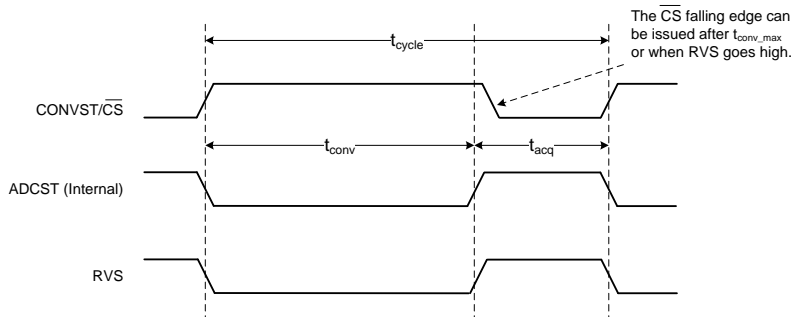 The CS falling edge can
be issued after tconv_max
or when RVS goes high.
tcycle
CONVST/CS
tconv
tacq
ADCST (Internal)
RVS